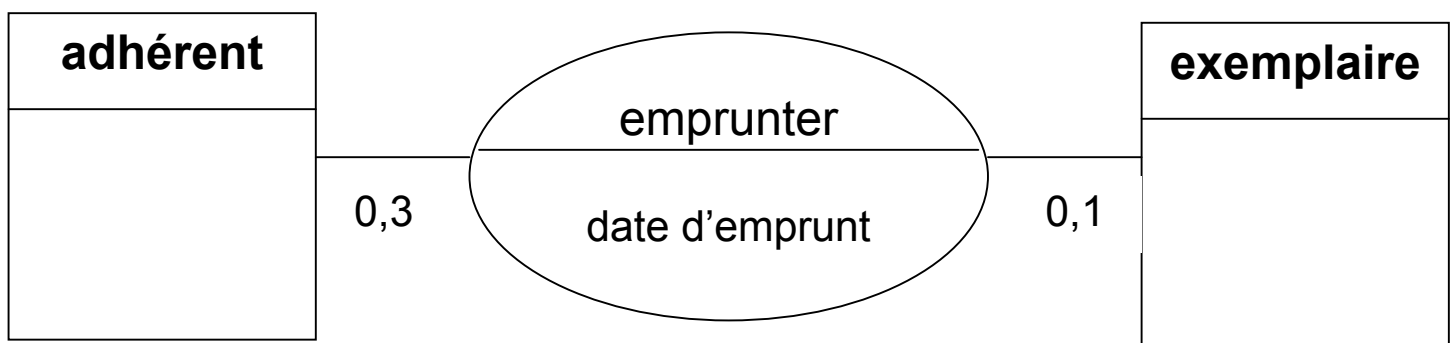 adhérent
emprunter
date d’emprunt
exemplaire
0,3
0,1